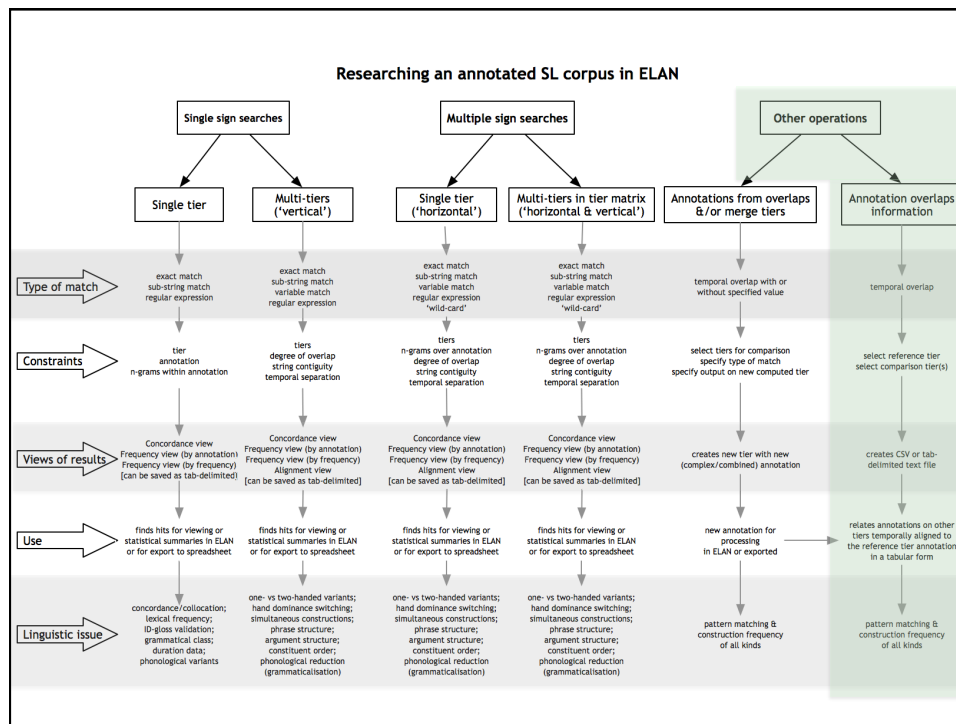 Researching an annotated SL corpus in ELAN
Single sign searches
Multiple sign searches
Other operations
Single tier
Multi-tiers
(‘vertical’)
Single tier
(‘horizontal’)
Multi-tiers in tier matrix
(‘horizontal & vertical’)
Annotations from overlaps
&/or merge tiers
Annotation overlaps
information
Type of match
exact match
sub-string match
regular expression
exact match
sub-string match
variable match
regular expression
exact match
sub-string match
variable match
regular expression
‘wild-card’
exact match
sub-string match
variable match
regular expression
‘wild-card’
temporal overlap with or
without specified value
temporal overlap
Constraints
tier
annotation
n-grams within annotation
tiers
degree of overlap
string contiguity
temporal separation
tiers
n-grams over annotation
degree of overlap
string contiguity
temporal separation
tiers
n-grams over annotation
degree of overlap
string contiguity
temporal separation
select tiers for comparison
specify type of match
specify output on new computed tier
select reference tier
select comparison tier(s)
Views of results
Concordance view
Frequency view (by annotation)
Frequency view (by frequency)
[can be saved as tab-delimited]
Concordance view
Frequency view (by annotation)
Frequency view (by frequency)
Alignment view
[can be saved as tab-delimited]
Concordance view
Frequency view (by annotation)
Frequency view (by frequency)
Alignment view
[can be saved as tab-delimited]
Concordance view
Frequency view (by annotation)
Frequency view (by frequency)
Alignment view
[can be saved as tab-delimited]
creates new tier with new
(complex/combined) annotation
creates CSV or tab-
delimited text file
Use
finds hits for viewing or
statistical summaries in ELAN
or for export to spreadsheet
finds hits for viewing or
statistical summaries in ELAN
or for export to spreadsheet
finds hits for viewing or
statistical summaries in ELAN
or for export to spreadsheet
finds hits for viewing or
statistical summaries in ELAN
or for export to spreadsheet
new annotation for
processing
in ELAN or exported
relates annotations on other
tiers temporally aligned to
the reference tier annotation
in a tabular form
Linguistic issue
concordance/collocation;
lexical frequency;
ID-gloss validation;
grammatical class;
duration data;
phonological variants
one- vs two-handed variants;
hand dominance switching;
simultaneous constructions;
phrase structure;
argument structure;
constituent order;
phonological reduction
(grammaticalisation)
one- vs two-handed variants;
hand dominance switching;
simultaneous constructions;
phrase structure;
argument structure;
constituent order;
phonological reduction
(grammaticalisation)
one- vs two-handed variants;
hand dominance switching;
simultaneous constructions;
phrase structure;
argument structure;
constituent order;
phonological reduction
(grammaticalisation)
pattern matching &
construction frequency
of all kinds
pattern matching &
construction frequency
of all kinds